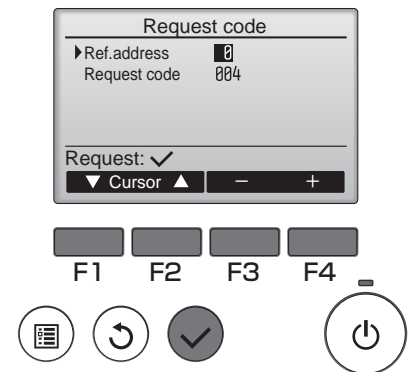 Request code
▶Ref.address 0
Request code 004
Request: ✓
▼ Cursor ▲ − +
F1 F2 F3 F4